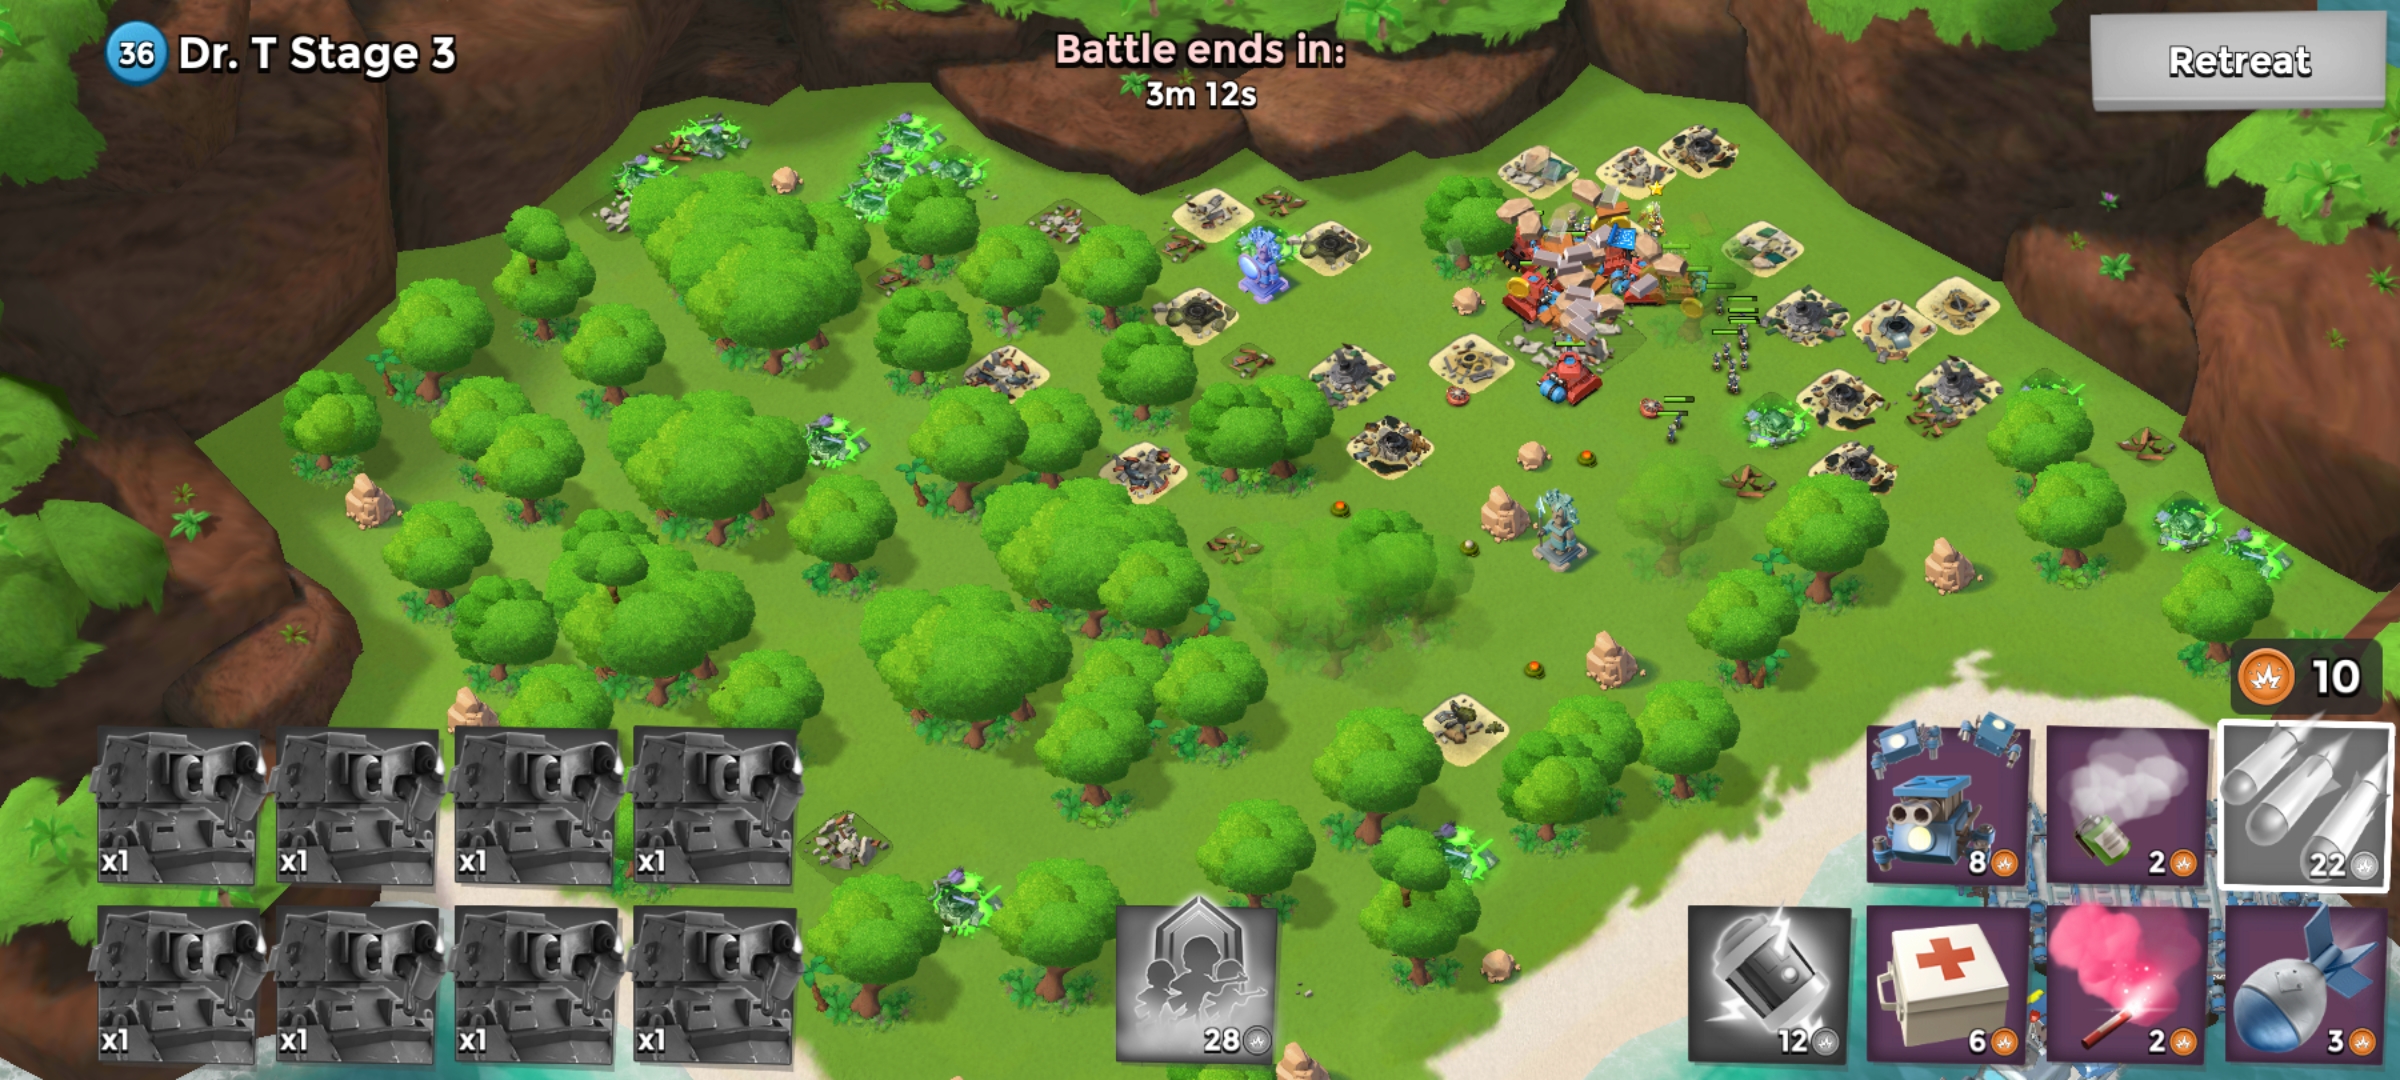 36 Dr. T Stage 3
Battle ends in:
3m 12s
Retreat
10
x1 x1 x1 x1
8 2 22
x1 x1 x1 x1
28
12 6 2 3